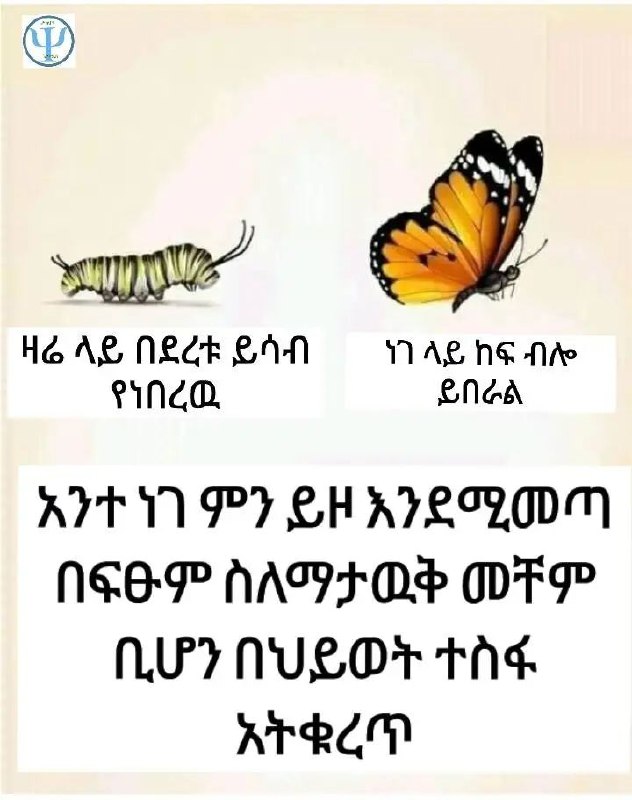 ዛሬ ላይ በደረቱ ይሳብ
የነበረዉ
ነገ ላይ ከፍ ብሎ
ይበራል
አንተ ነገ ምን ይዞ እንደሚመጣ
በፍፁም ስለማታዉቅ መቸም
ቢሆን በህይወት ተስፋ
አትቁረጥ